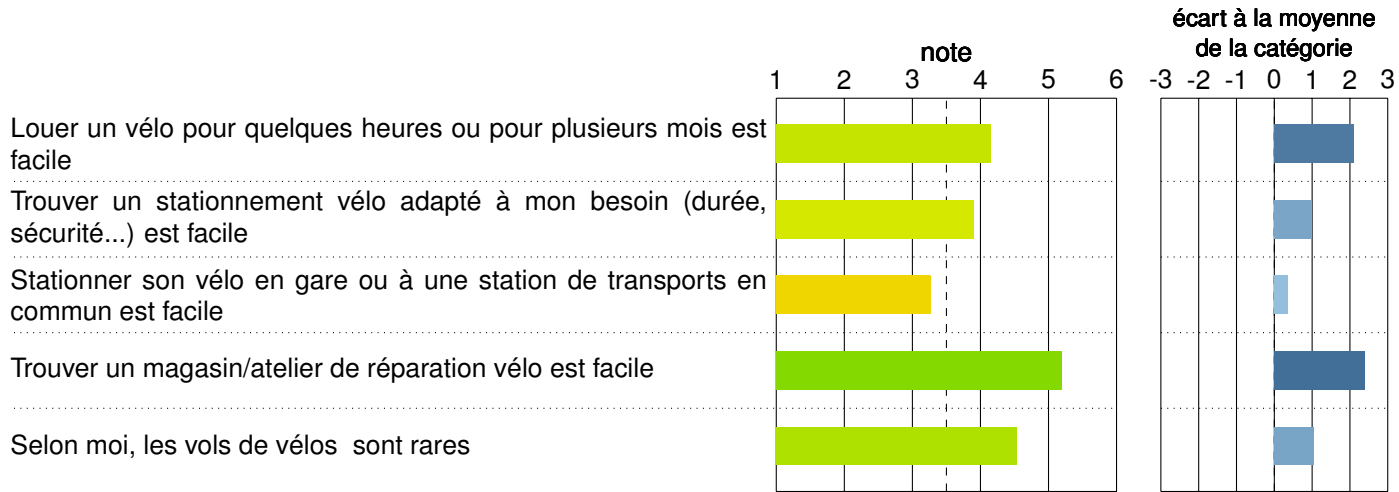 écart à la moyenne
note de la catégorie
1 2 3 4 5 6 -3 -2 -1 0 1 2 3
Louer un vélo pour quelques heures ou pour plusieurs mois est
facile
Trouver un stationnement vélo adapté à mon besoin (durée,
sécurité...) est facile
Stationner son vélo en gare ou à une station de transports en
commun est facile
Trouver un magasin/atelier de réparation vélo est facile
Selon moi, les vols de vélos sont rares